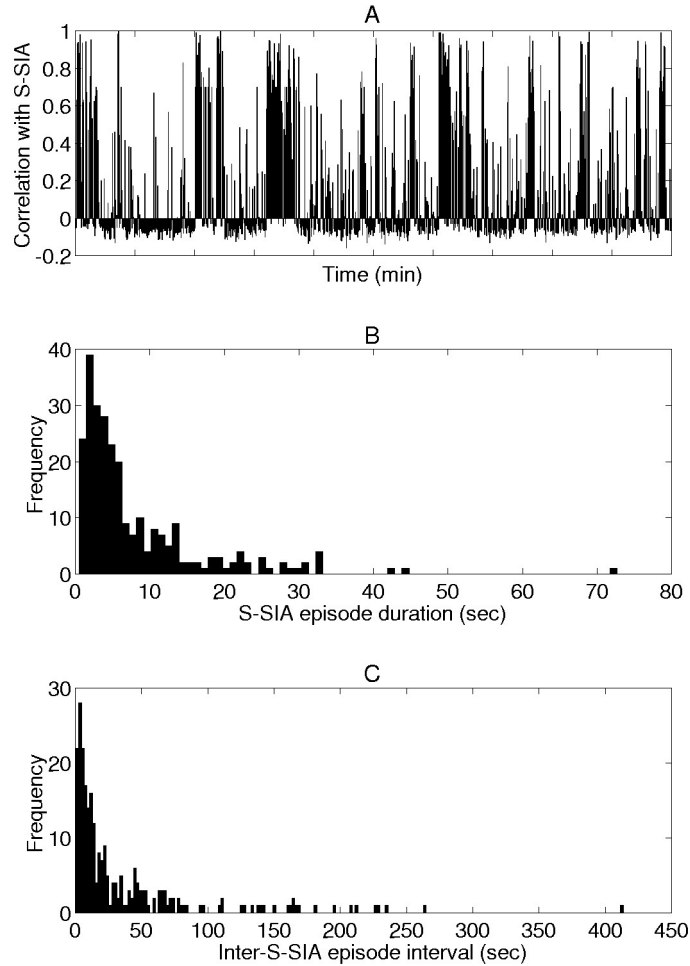 A
Correlation with S-SIA
1
0.8
0.6
0.4
0.2
0
-0.2
Time (min)
B
Frequency
40
30
20
10
0
0 10 20 30 40 50 60 70 80
S-SIA episode duration (sec)
C
Frequency
30
20
10
0
0 50 100 150 200 250 300 350 400 450
Inter-S-SIA episode interval (sec)